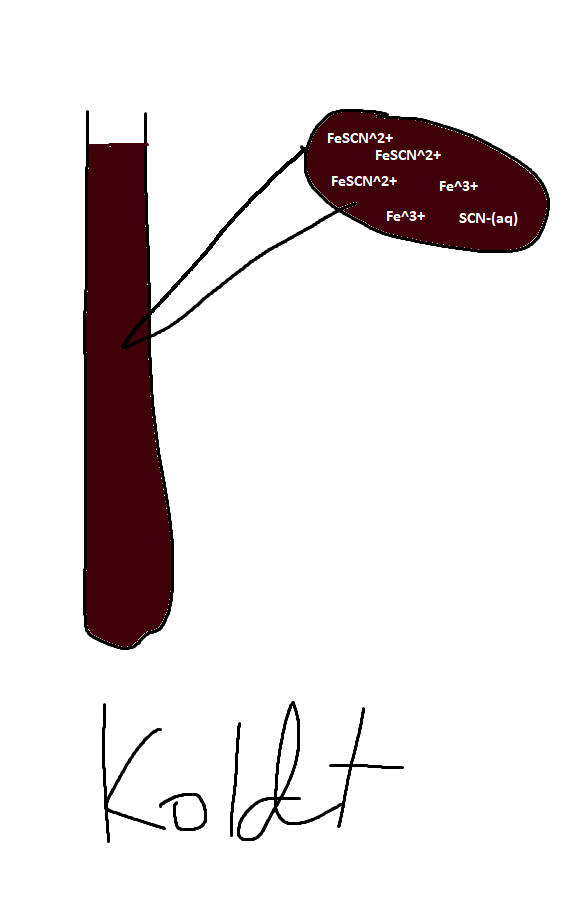 FeSCN^2+
FeSCN^2+
FeSCN^2+
Fe^3+
Fe^3+
SCN-(aq)
Koldt